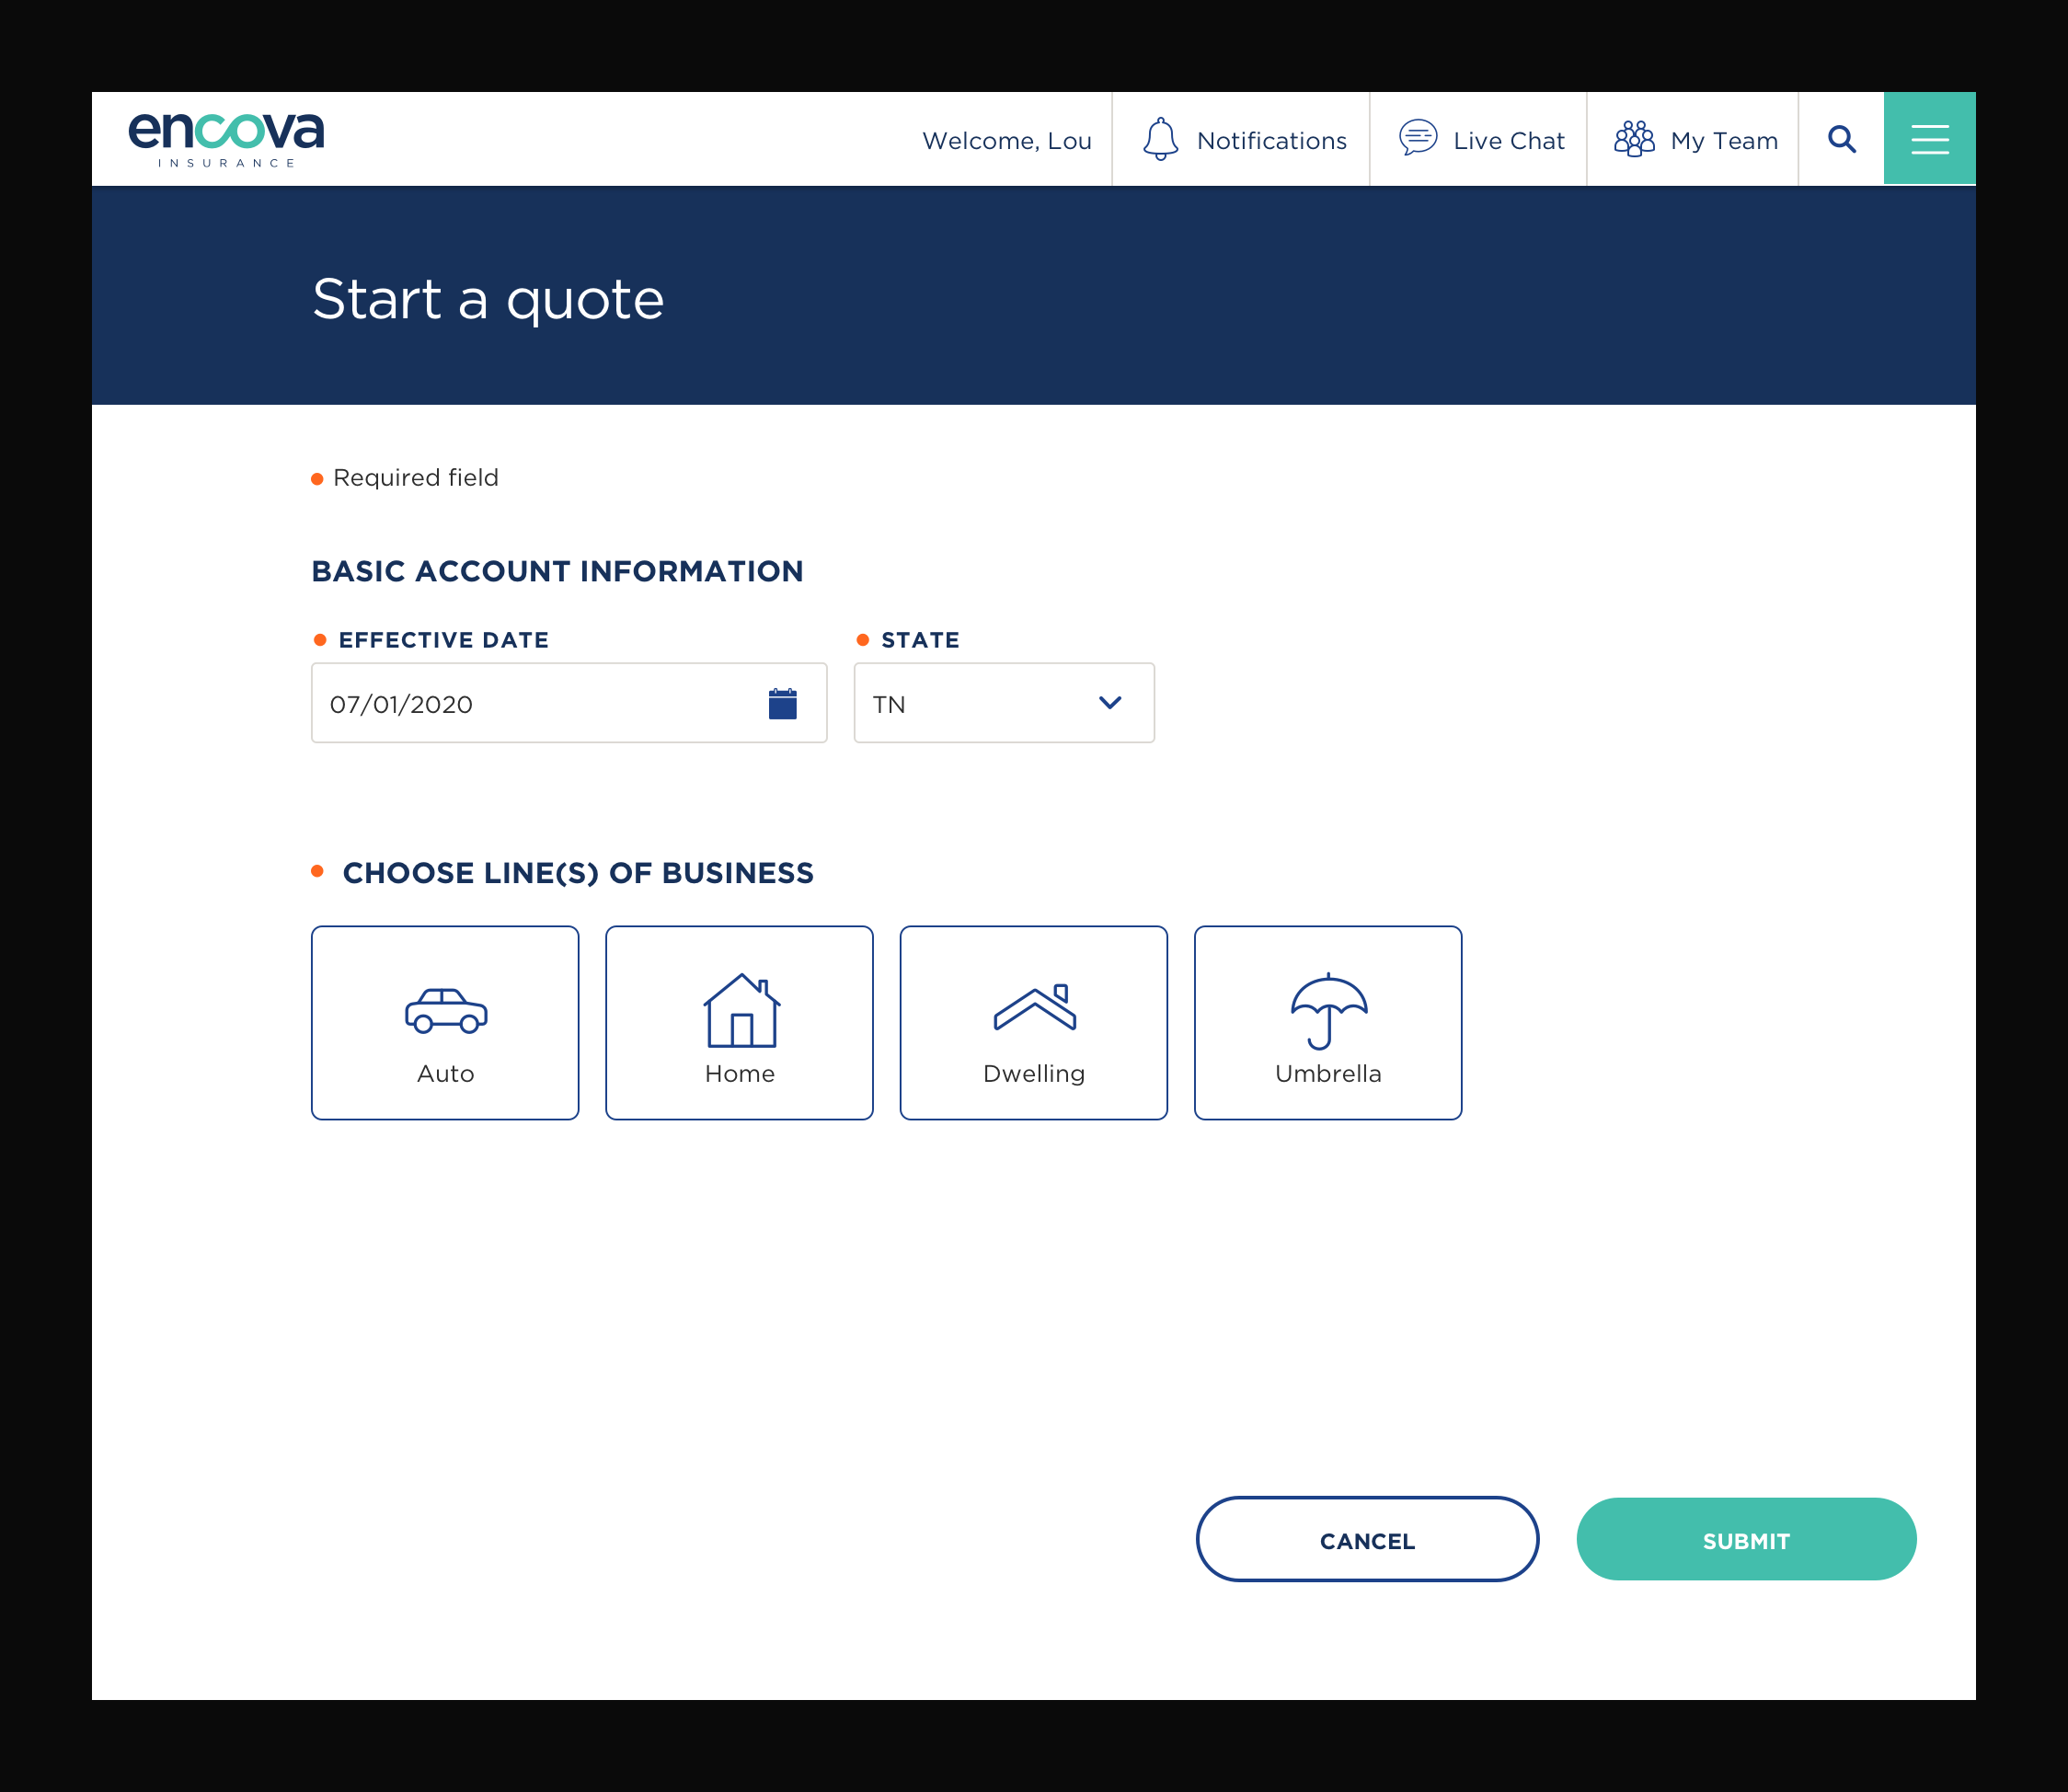 encova
INSURANCE
Welcome, Lou
Notifications
Live Chat
My Team
Start a quote
Required field
BASIC ACCOUNT INFORMATION
EFFECTIVE DATE
STATE
07/01/2020
TN
CHOOSE LINE(S) OF BUSINESS
Auto
Home
Dwelling
Umbrella
CANCEL
SUBMIT